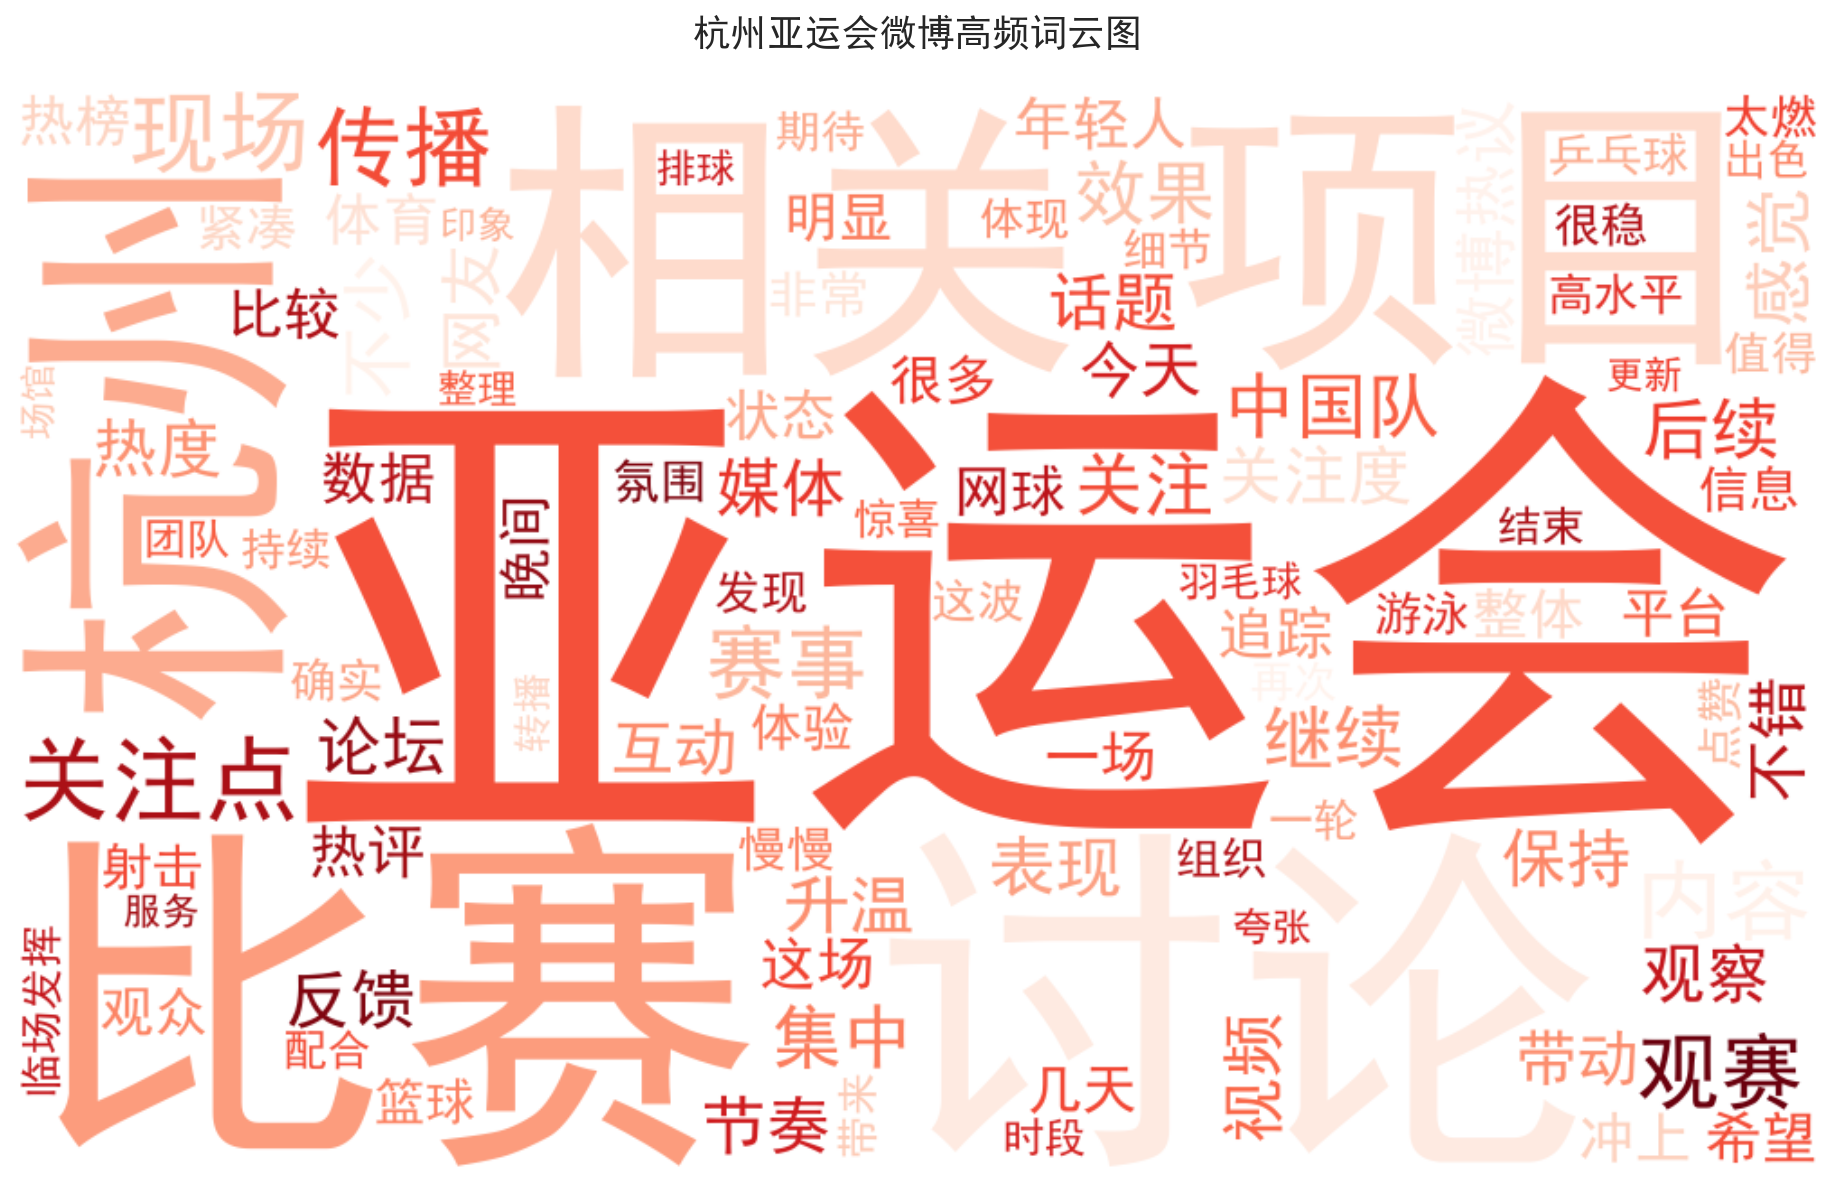 杭州亚运会微博高频词云图
热榜
现场
传播
相关
项目
期待
年轻人
微博热议
太燃
出色
乒乓球
排球
紧凑
体育
印象
明显
体现
效果
细节
很稳
感觉
杭州
比较
不少
网友
非常
话题
高水平
值得
场馆
整理
很多
今天
中国队
更新
后续
热度
亚运会
状态
数据
氛围
媒体
网球
关注
关注度
信息
团队
持续
晚间
惊喜
结束
发现
这波
羽毛球
游泳
整体
平台
追踪
赛事
确实
转播
再次
点赞
不错
论坛
互动
体验
一场
继续
关注点
热评
慢慢
一轮
比赛
讨论
射击
服务
升温
表现
组织
保持
内容
临场发挥
观众
反馈
这场
夸张
观察
配合
集中
视频
带动
观赛
篮球
节奏
带来
几天
时段
冲上
希望